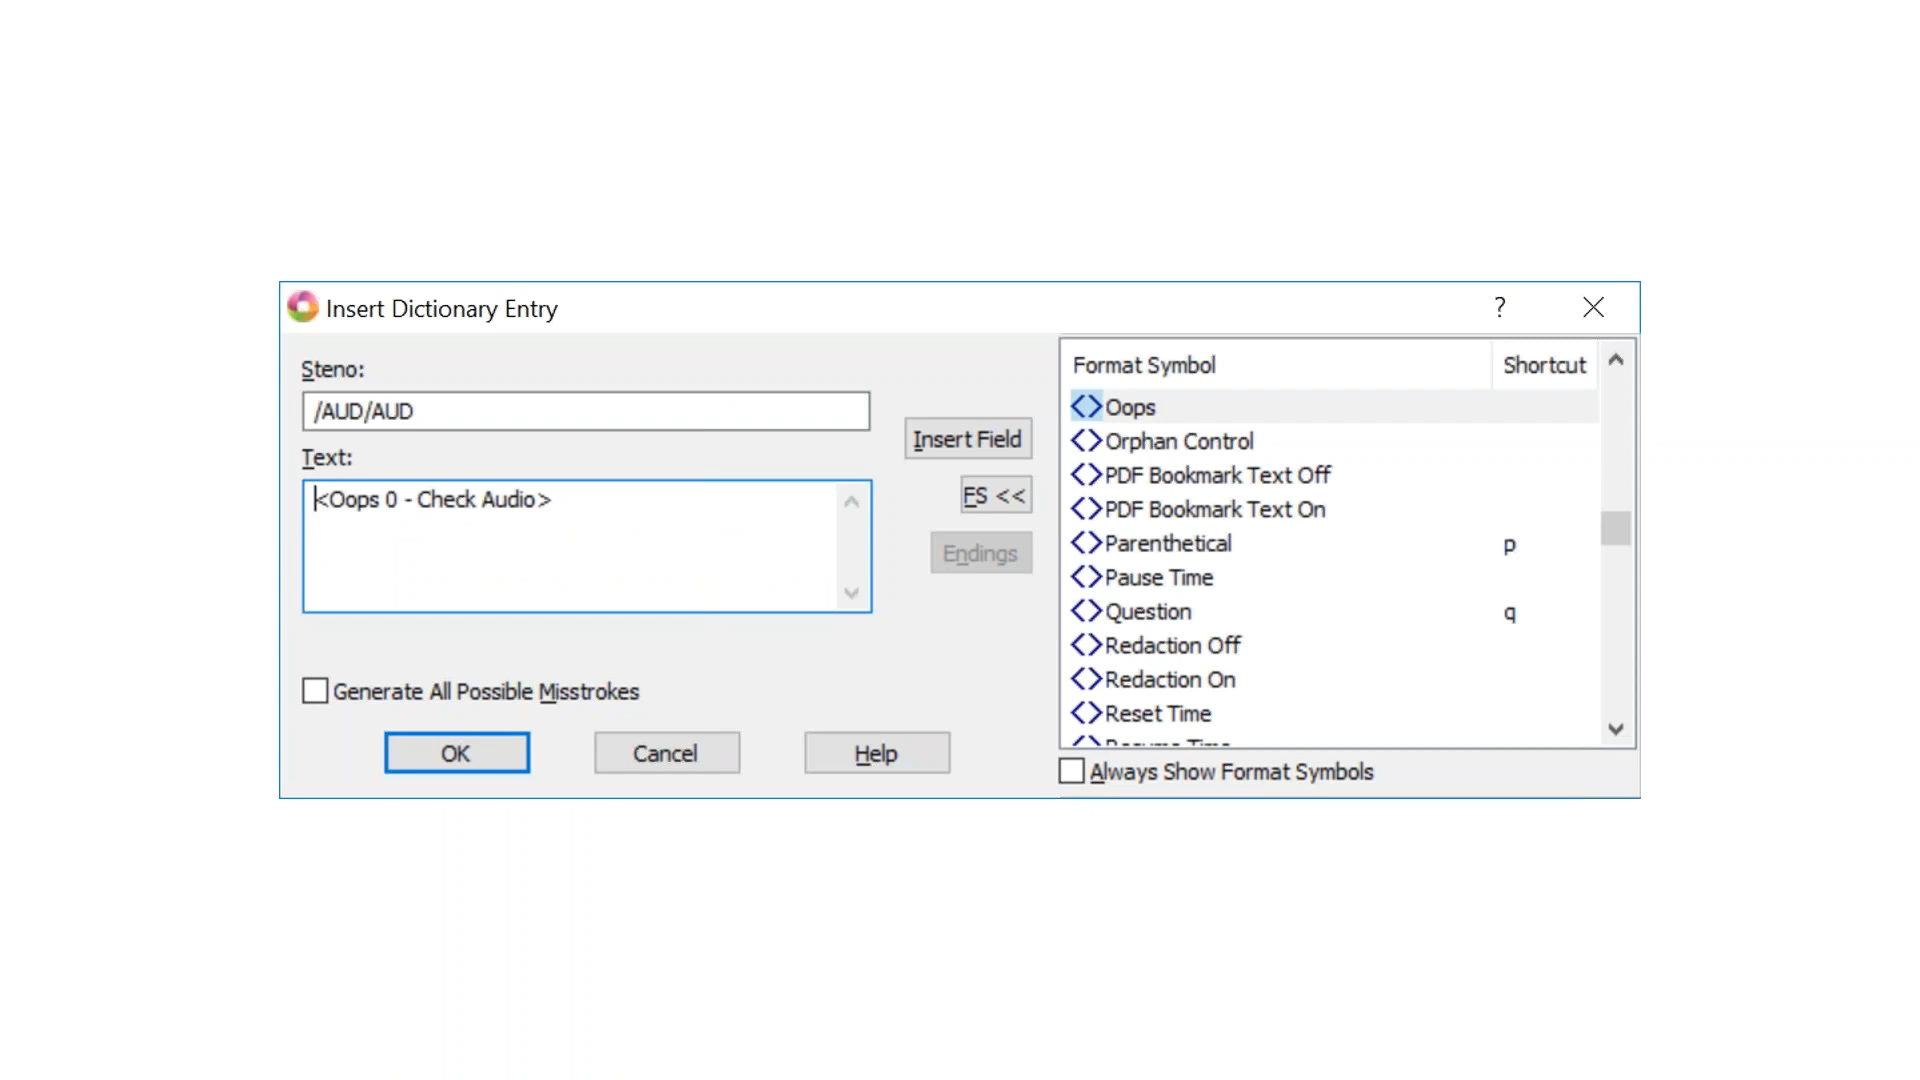 Insert Dictionary Entry
?
Steno:
/AUD/AUD
Text:
<Oops 0 - Check Audio>
Insert Field
FS <<
Endings
Generate All Possible Misstrokes
OK
Cancel
Help
Format Symbol Shortcut
<>Oops
<>Orphan Control
<>PDF Bookmark Text Off
<>PDF Bookmark Text On
<>Parenthetical p
<>Pause Time
<>Question q
<>Redaction Off
<>Redaction On
<>Reset Time
Always Show Format Symbols